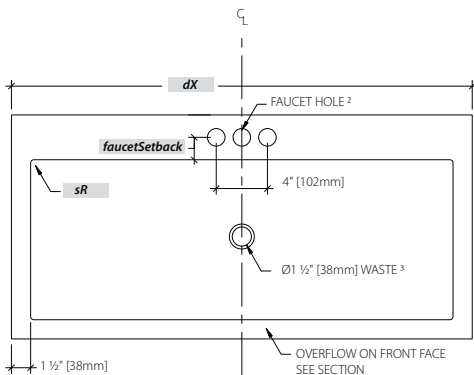 ℄
dX
FAUCET HOLE ²
faucetSetback
4" [102mm]
sR
Ø1 ½" [38mm] WASTE ³
1 ½" [38mm]
OVERFLOW ON FRONT FACE
SEE SECTION